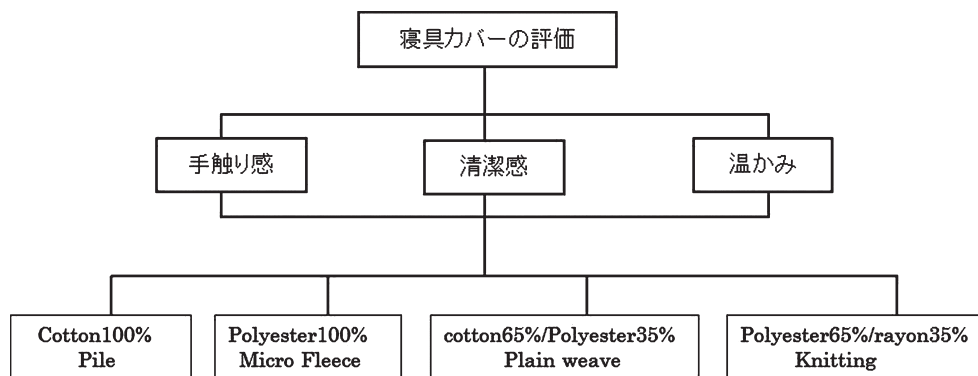 寝具カバーの評価
手触り感
清潔感
温かみ
Cotton100%
Pile
Polyester100%
Micro Fleece
cotton65%/Polyester35%
Plain weave
Polyester65%/rayon35%
Knitting